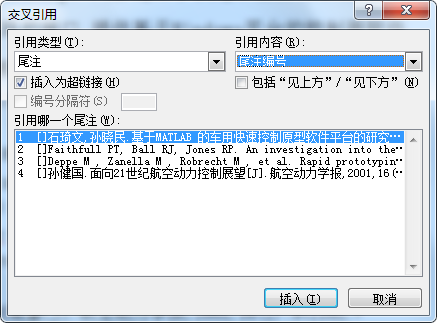 交叉引用
引用类型(T):
引用内容(R):
尾注
尾注编号
插入为超链接(H)
包括“见上方”/“见下方”(N)
编号分隔符(S)
引用哪一个尾注(W):
1 []石琦文,孙晓民.基于MATLAB 的车用快速控制原型软件平台的研究…
2 []Faithfull PT, Ball RJ, Jones RP. An investigation into the…
3 []Deppe M , Zanella M , Robrecht M , et al. Rapid prototypin…
4 []孙健国.面向21世纪航空动力控制展望[J].航空动力学报,2001,16(…
插入(I)
取消